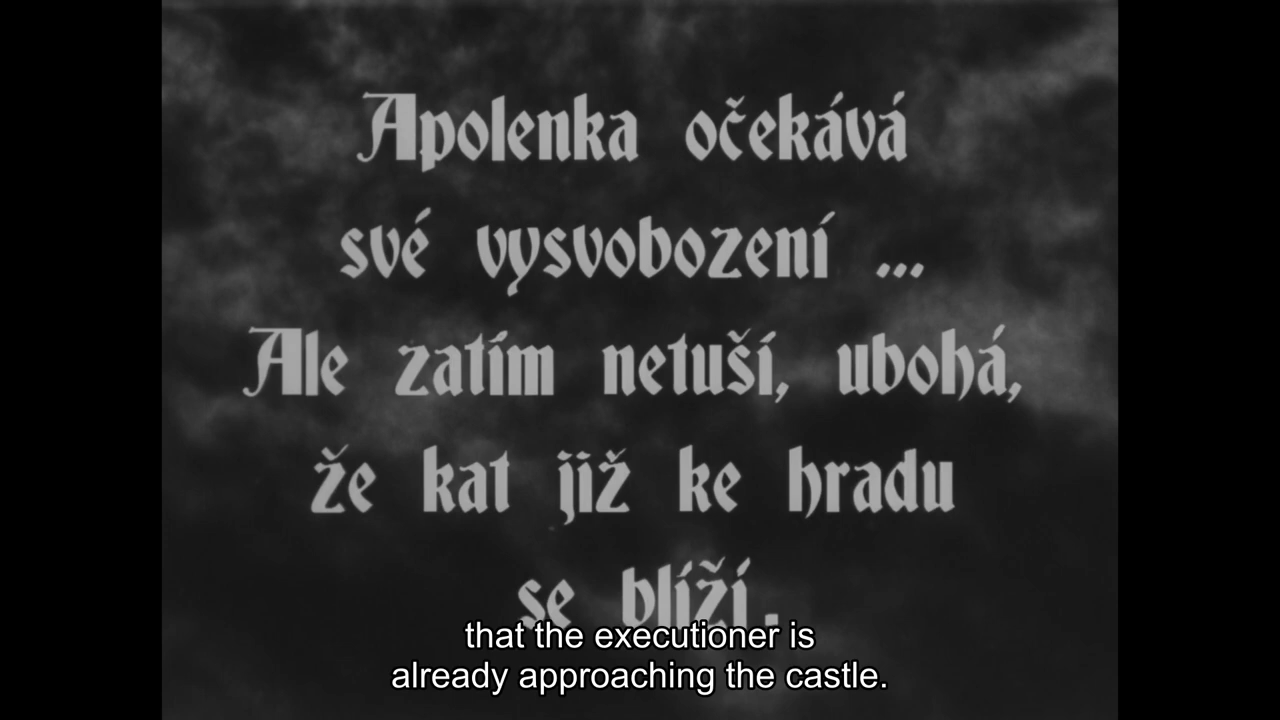 Apolenka očekává
své vysvobození ...
Ale zatím netuší, ubohá,
že kat již ke hradu
se blíží.
that the executioner is
already approaching the castle.